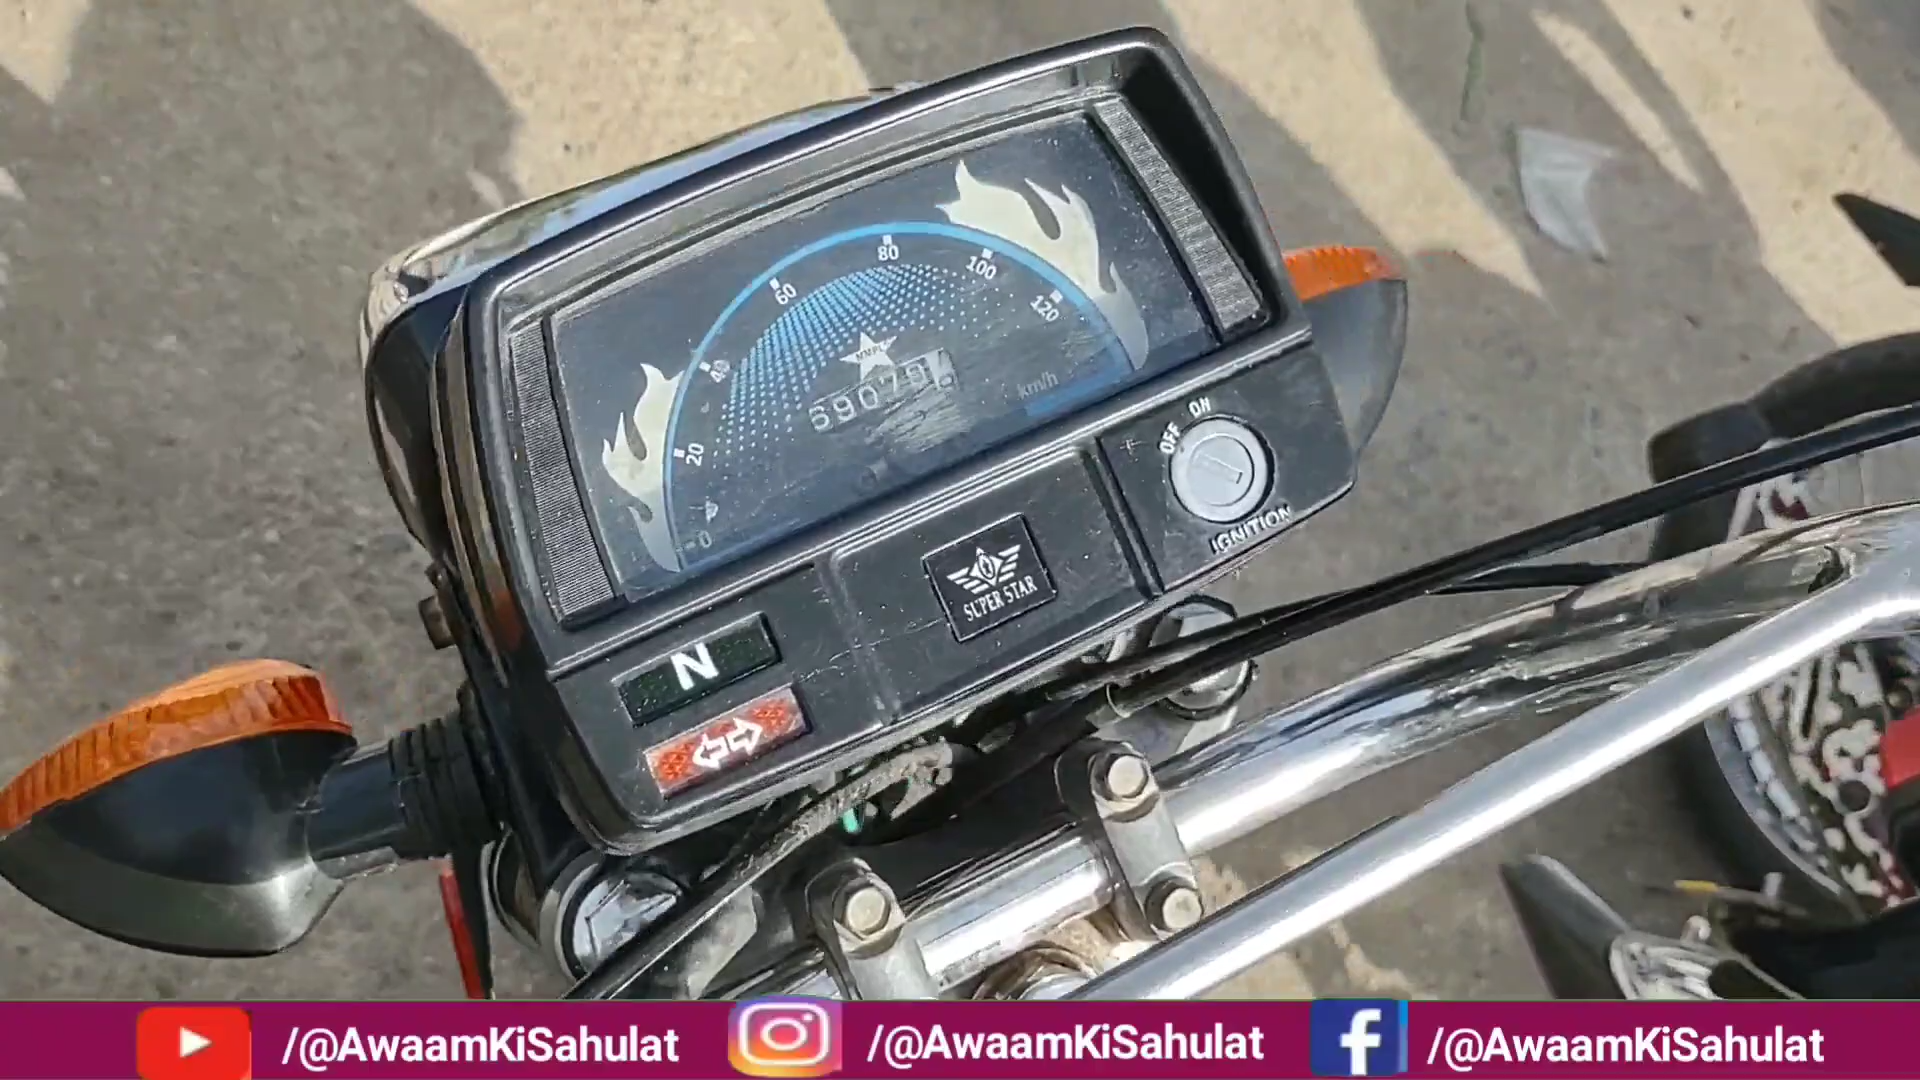 80
60
100
40
120
20
0
km/h
ON
OFF
IGNITION
SUPER STAR
N
/@AwaamKiSahulat
/@AwaamKiSahulat
/@AwaamKiSahulat